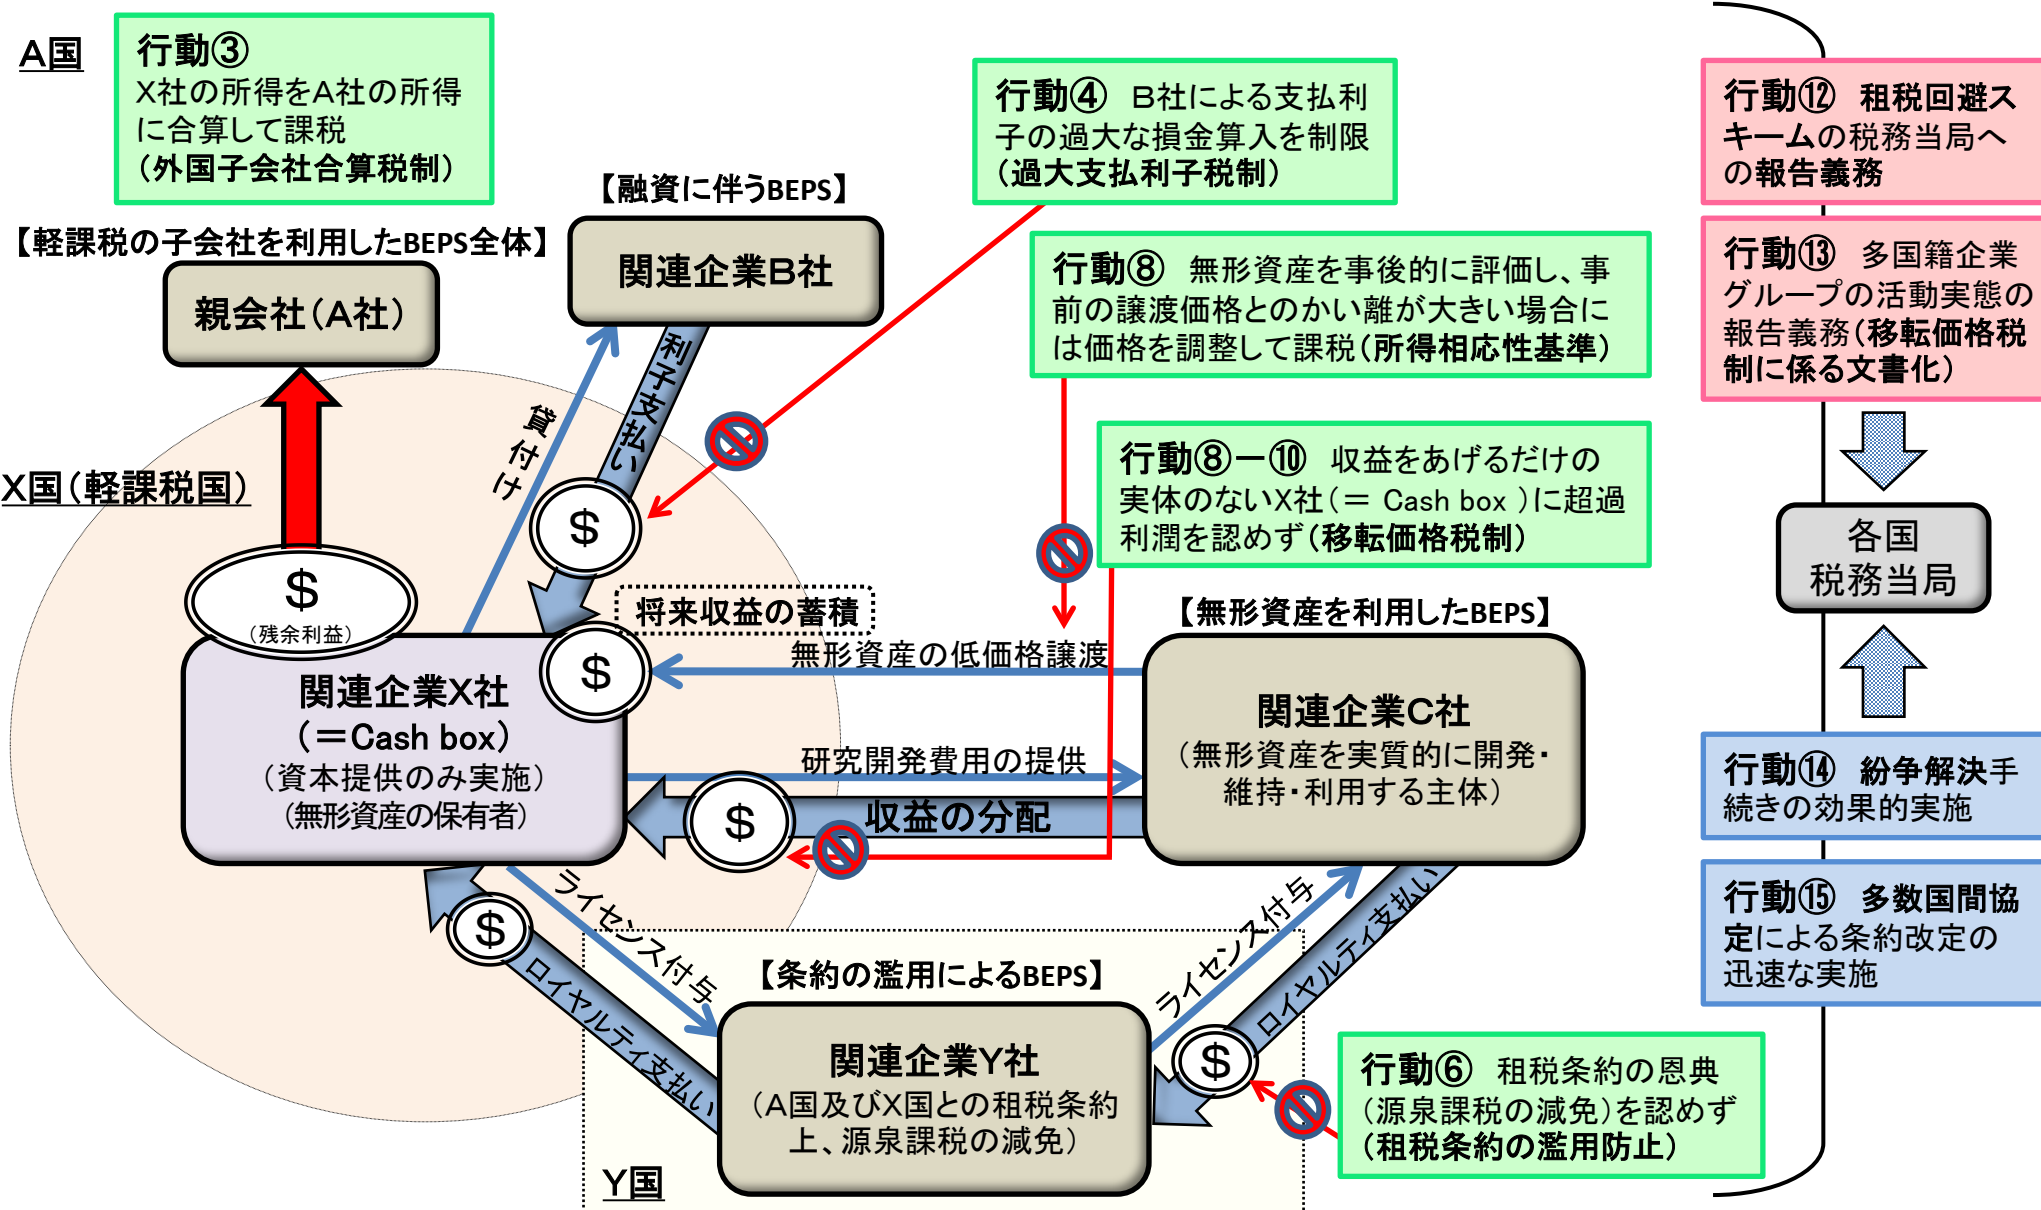 A国
行動③
X社の所得をA社の所得
に合算して課税
(外国子会社合算税制)
【軽課税の子会社を利用したBEPS全体】
親会社(A社)
X国(軽課税国)
$
(残余利益)
関連企業X社
(=Cash box)
(資本提供のみ実施)
(無形資産の保有者)
【融資に伴うBEPS】
関連企業B社
貸付け
利子支払い
$
行動④　B社による支払利
子の過大な損金算入を制限
(過大支払利子税制)
行動⑧　無形資産を事後的に評価し、事
前の譲渡価格とのかい離が大きい場合に
は価格を調整して課税(所得相応性基準)
行動⑧－⑩　収益をあげるだけの
実体のないX社(= Cash box )に超過
利潤を認めず(移転価格税制)
将来収益の蓄積
$
無形資産の低価格譲渡
研究開発費用の提供
$
収益の分配
【無形資産を利用したBEPS】
関連企業C社
(無形資産を実質的に開発・
維持・利用する主体)
ライセンス付与
$
ロイヤルティ支払い
ライセンス付与
ロイヤルティ支払い
$
【条約の濫用によるBEPS】
関連企業Y社
(A国及びX国との租税条約
上、源泉課税の減免)
Y国
行動⑥　租税条約の恩典
(源泉課税の減免)を認めず
(租税条約の濫用防止)
行動⑫　租税回避ス
キームの税務当局へ
の報告義務
行動⑬　多国籍企業
グループの活動実態の
報告義務(移転価格税
制に係る文書化)
各国
税務当局
行動⑭　紛争解決手
続きの効果的実施
行動⑮　多数国間協
定による条約改定の
迅速な実施